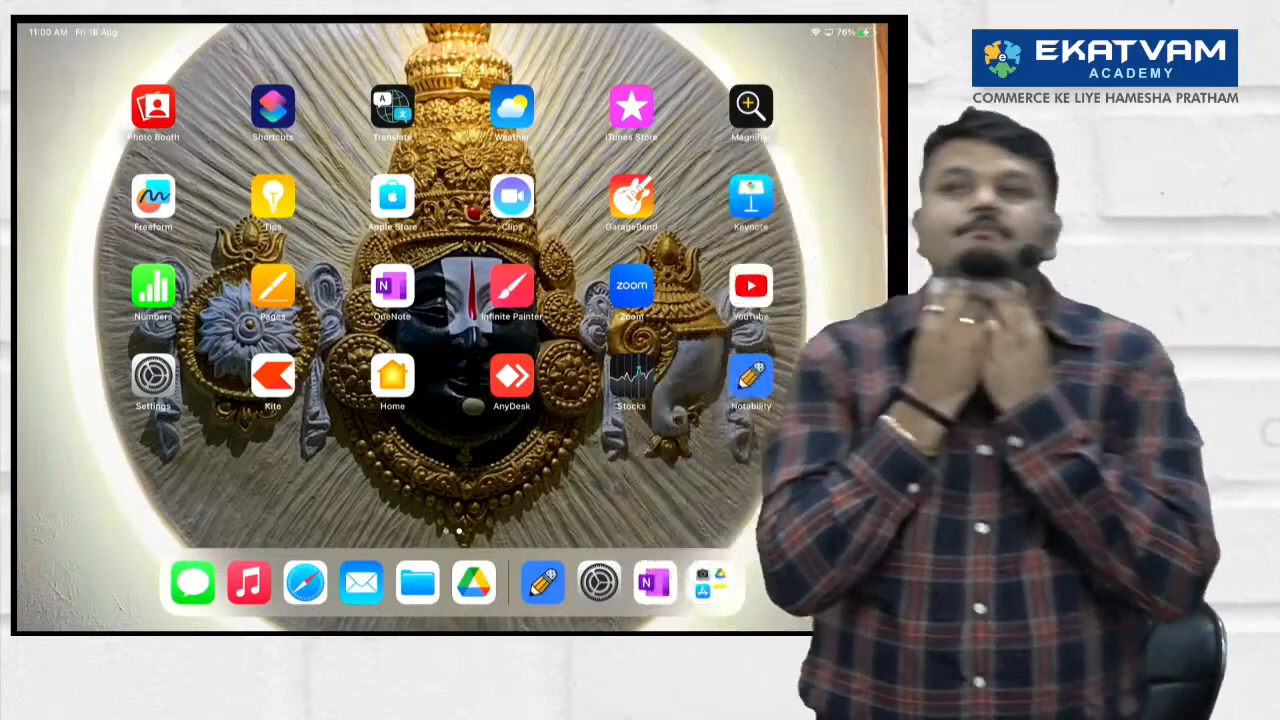 11:00 AM Fri 18 Aug
76%
EKATVAM
ACADEMY
COMMERCE KE LIYE HAMESHA PRATHAM
Photo Booth
Shortcuts
Translate
Weather
iTunes Store
Magnifier
Freeform
Tips
Apple Store
Clips
GarageBand
Keynote
Numbers
Pages
OneNote
Infinite Painter
zoom
Zoom
YouTube
Settings
Kite
Home
AnyDesk
Stocks
Notability